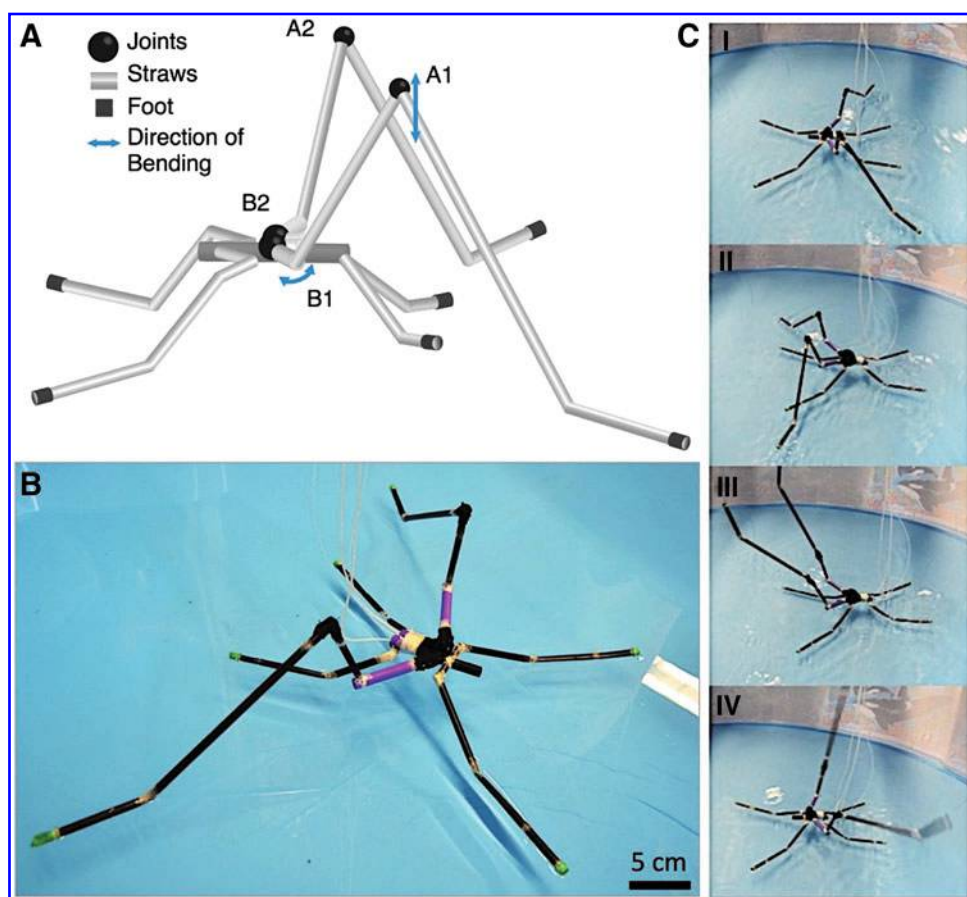 A
Joints
Straws
Foot
Direction of
Bending
A2
A1
B2
B1
B
5 cm
C
I
II
III
IV